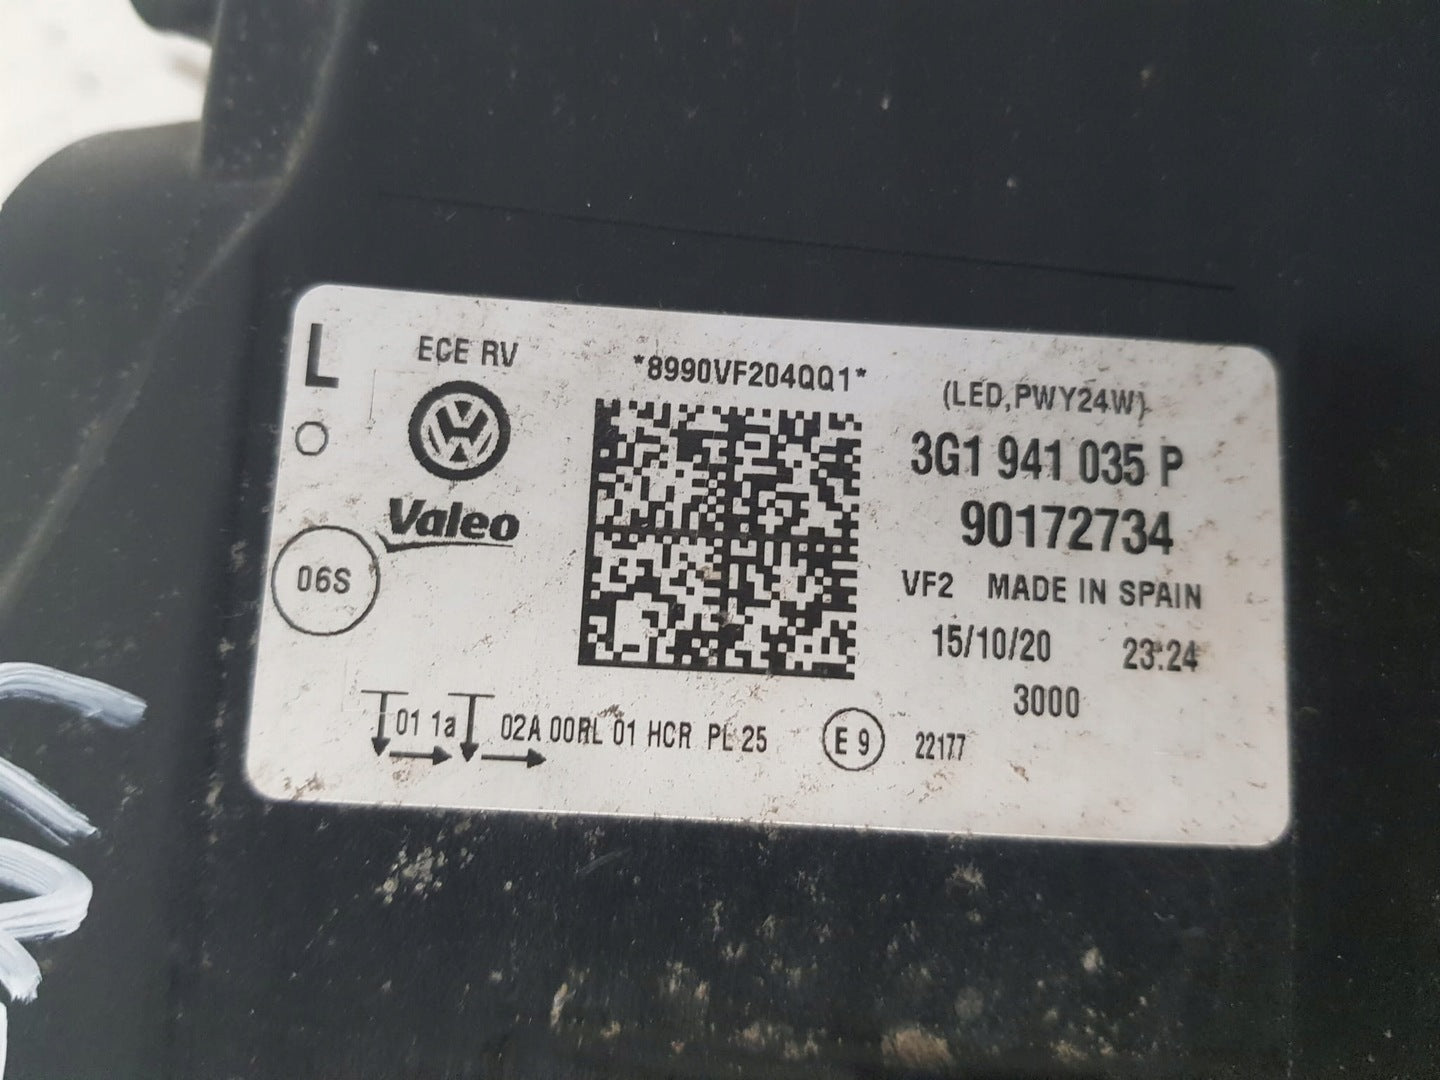 L
ECE RV
*8990VF204QQ1*
(LED,PWY24W)
3G1 941 035 P
Valeo
90172734
06S
VF2 MADE IN SPAIN
15/10/20 23:24
3000
01 1a 02A 00RL 01 HCR PL 25 E 9 22177